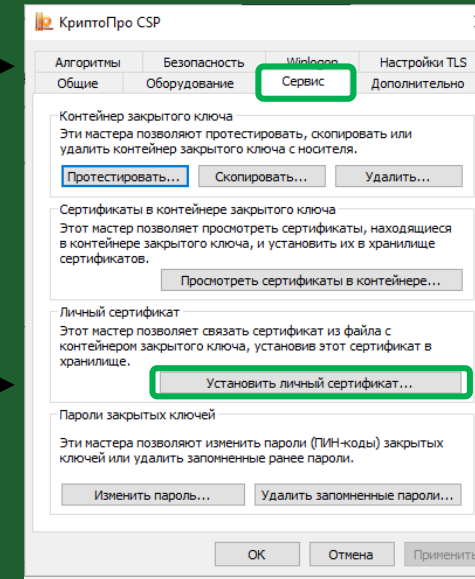 КриптоПро CSP
Алгоритмы Безопасность Winlogon Настройки TLS
Общие Оборудование Сервис Дополнительно
Контейнер закрытого ключа
Эти мастера позволяют протестировать, скопировать или
удалить контейнер закрытого ключа с носителя.
Протестировать... Скопировать... Удалить...
Сертификаты в контейнере закрытого ключа
Этот мастер позволяет просмотреть сертификаты, находящиеся
в контейнере закрытого ключа, и установить их в хранилище
сертификатов.
Просмотреть сертификаты в контейнере...
Личный сертификат
Этот мастер позволяет связать сертификат из файла с
контейнером закрытого ключа, установив этот сертификат в
хранилище.
Установить личный сертификат...
Пароли закрытых ключей
Эти мастера позволяют изменить пароли (ПИН-коды) закрытых
ключей или удалить запомненные ранее пароли.
Изменить пароль... Удалить запомненные пароли...
ОК Отмена Применить